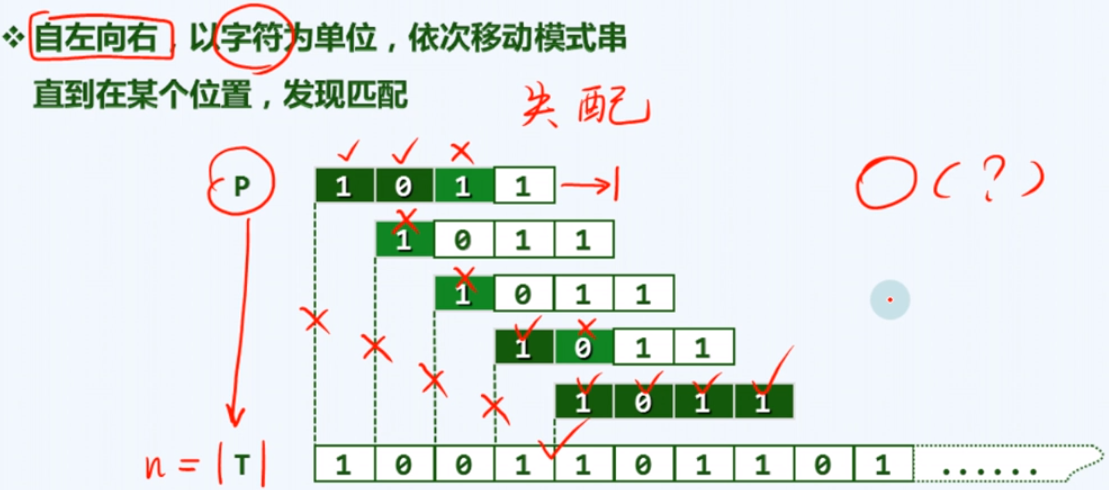 ❖ 自左向右，以字符为单位，依次移动模式串
直到在某个位置，发现匹配
失配
P 1 0 1 1
O(?)
1 0 1 1
1 0 1 1
1 0 1 1
1 0 1 1
n = |T| 1 0 0 1 1 0 1 1 0 1 ......